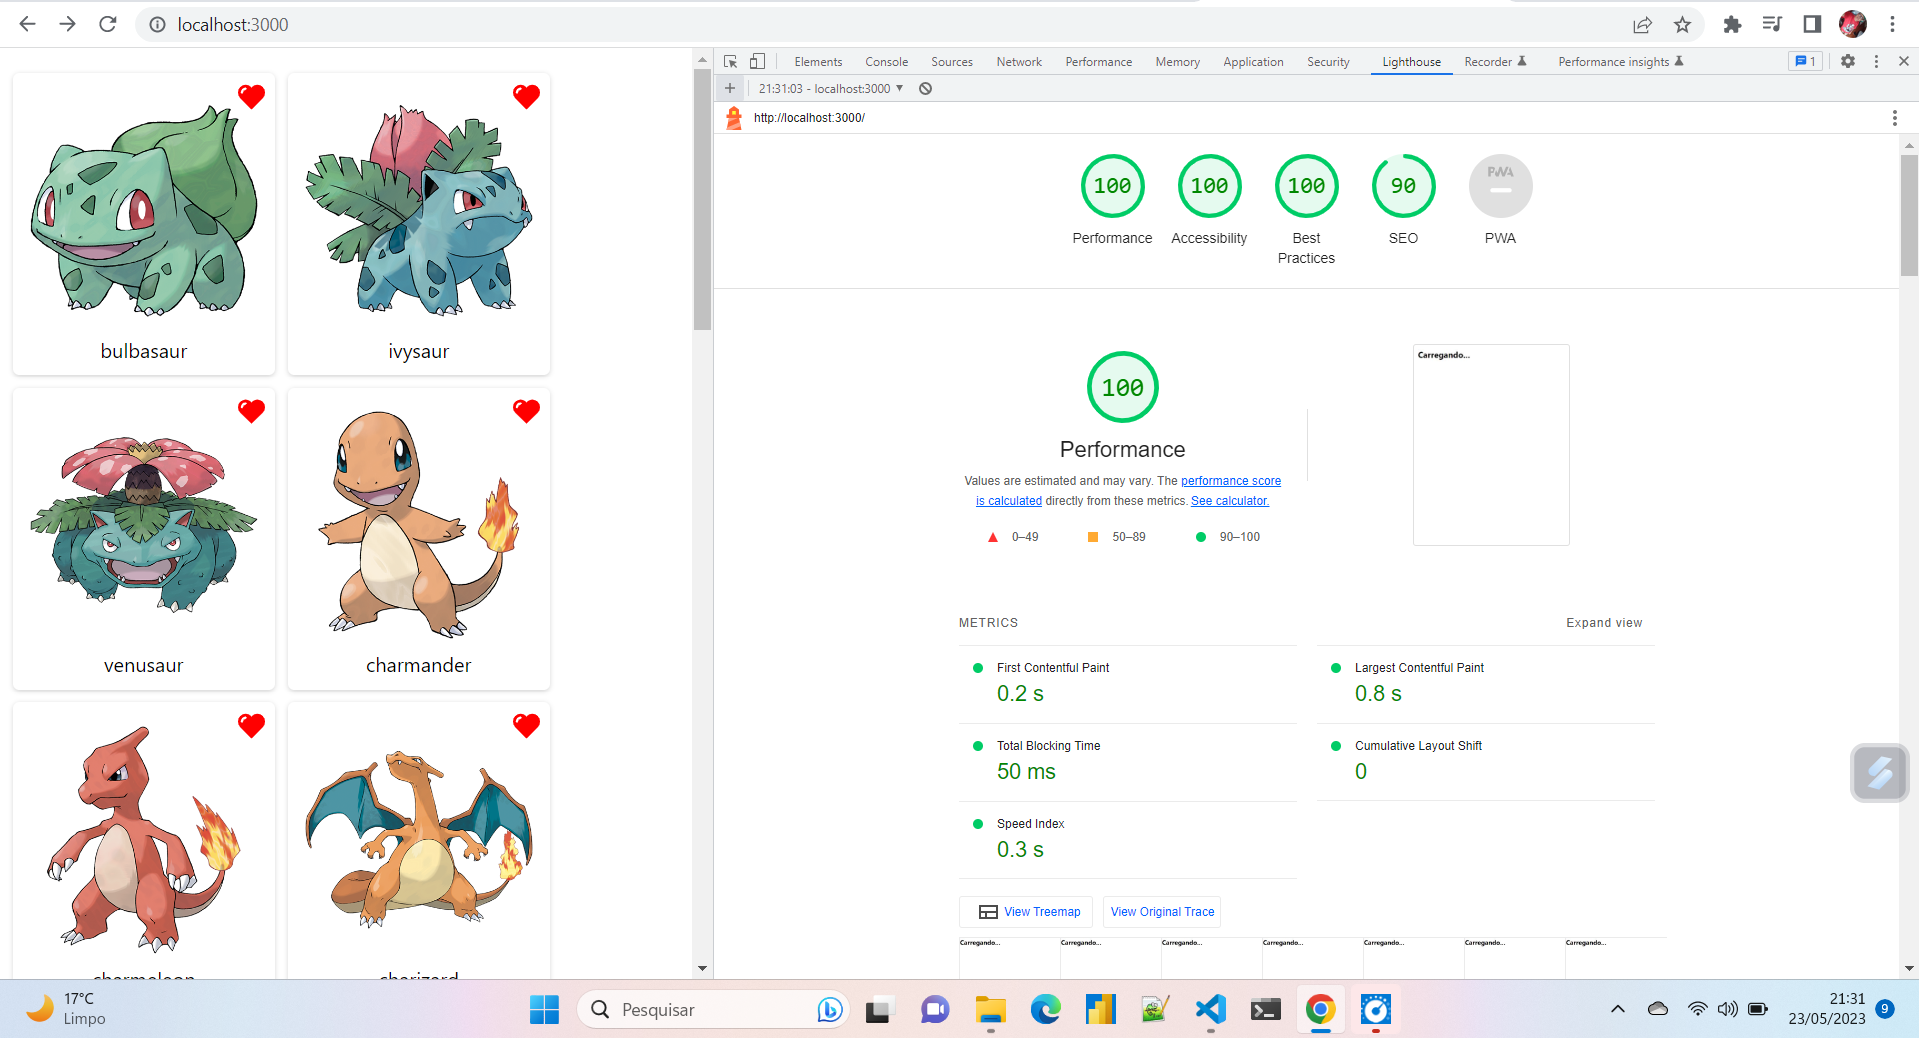 localhost:3000
bulbasaur
ivysaur
venusaur
charmander
charmeleon
charizard
Elements Console Sources Network Performance Memory Application Security Lighthouse Recorder Performance insights 1
21:31:03 - localhost:3000
http://localhost:3000/
100 100 100 90 PWA
Performance Accessibility Best Practices SEO PWA
100
Performance
Values are estimated and may vary. The performance score
is calculated directly from these metrics. See calculator.
0–49 50–89 90–100
Carregando...
METRICS Expand view
First Contentful Paint
0.2 s
Largest Contentful Paint
0.8 s
Total Blocking Time
50 ms
Cumulative Layout Shift
0
Speed Index
0.3 s
View Treemap View Original Trace
Carregando... Carregando... Carregando... Carregando... Carregando... Carregando... Carregando...
17°C
Limpo
Pesquisar
21:31
23/05/2023
9